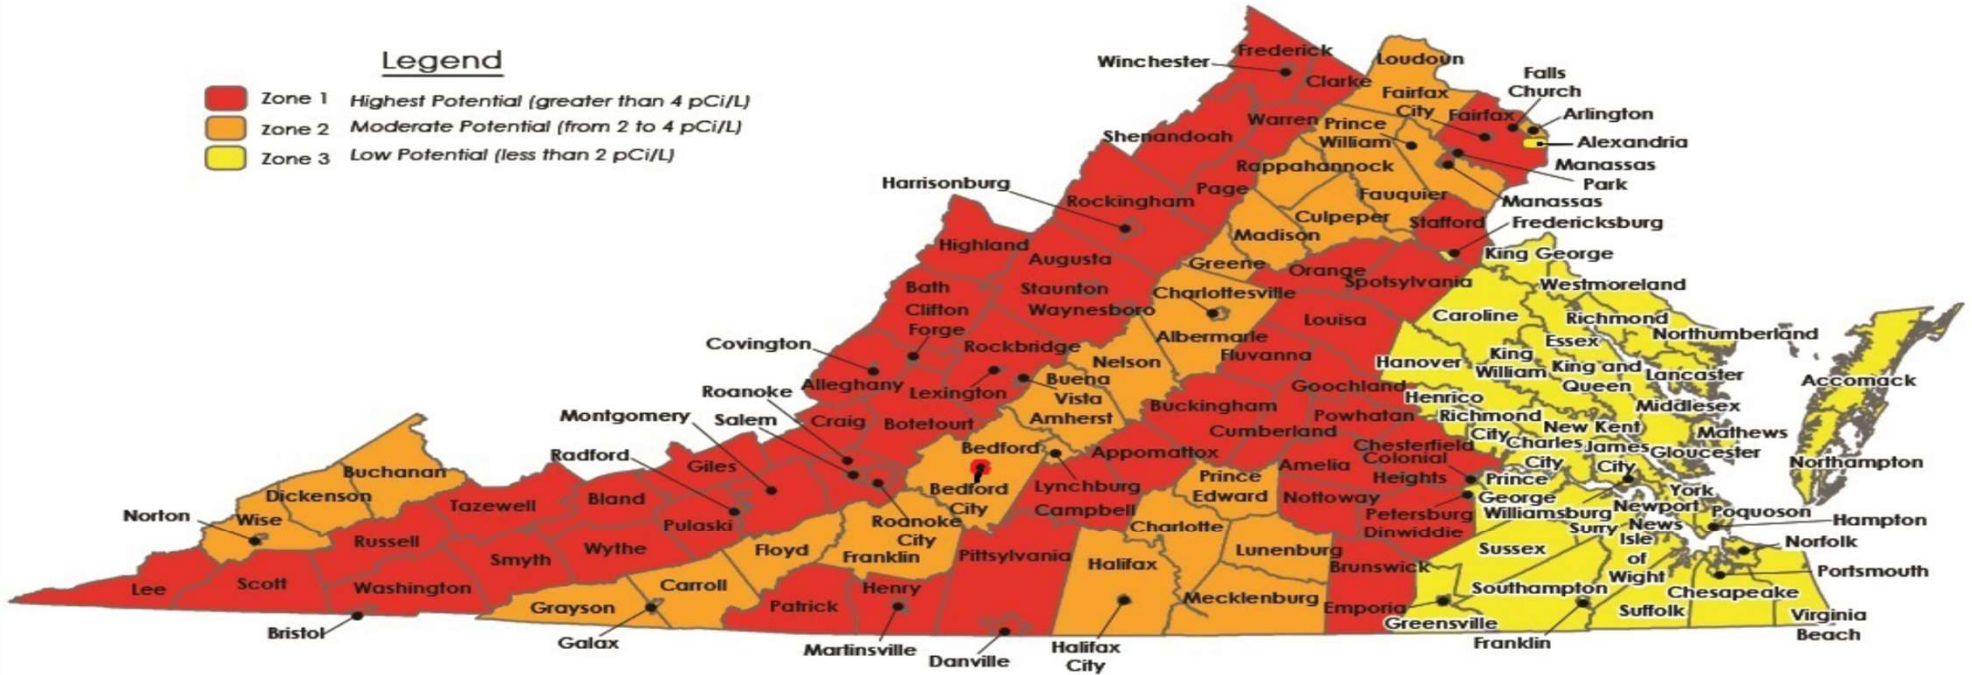 Legend
Zone 1 Highest Potential (greater than 4 pCi/L)
Zone 2 Moderate Potential (from 2 to 4 pCi/L)
Zone 3 Low Potential (less than 2 pCi/L)
Winchester
Frederick
Clarke
Loudoun
Falls
Church
Fairfax
City
Fairfax
Arlington
Alexandria
Warren
Prince
William
Shenandoah
Manassas
Park
Rappahannock
Page
Fauquier
Manassas
Harrisonburg
Rockingham
Culpeper
Stafford
Fredericksburg
Madison
Highland
Augusta
Greene
Orange
Spotsylvania
King George
Bath
Staunton
Charlottesville
Westmoreland
Clifton
Forge
Waynesboro
Louisa
Caroline
Richmond
Northumberland
Covington
Rockbridge
Albermarle
Essex
Nelson
Fluvanna
Hanover
King
William
King and
Queen
Lancaster
Accomack
Alleghany
Lexington
Buena
Vista
Goochland
Roanoke
Henrico
Middlesex
Montgomery
Salem
Craig
Botetourt
Amherst
Buckingham
Powhatan
Richmond
City
New Kent
Mathews
Cumberland
Charles
City
James
City
Gloucester
Radford
Giles
Bedford
Appomattox
Chesterfield
Colonial
Heights
Northampton
Buchanan
Dickenson
Tazewell
Bland
Bedford
City
Lynchburg
Prince
Edward
Amelia
Prince
George
York
Norton
Wise
Pulaski
Roanoke
City
Campbell
Nottoway
Petersburg
Williamsburg
Newport
News
Poquoson
Hampton
Russell
Smyth
Wythe
Floyd
Franklin
Pittsylvania
Charlotte
Lunenburg
Dinwiddie
Surry
Isle
of
Wight
Norfolk
Lee
Scott
Washington
Carroll
Halifax
Brunswick
Sussex
Southampton
Portsmouth
Grayson
Patrick
Henry
Mecklenburg
Emporia
Greensville
Suffolk
Chesapeake
Virginia
Beach
Bristol
Galax
Martinsville
Danville
Halifax
City
Franklin